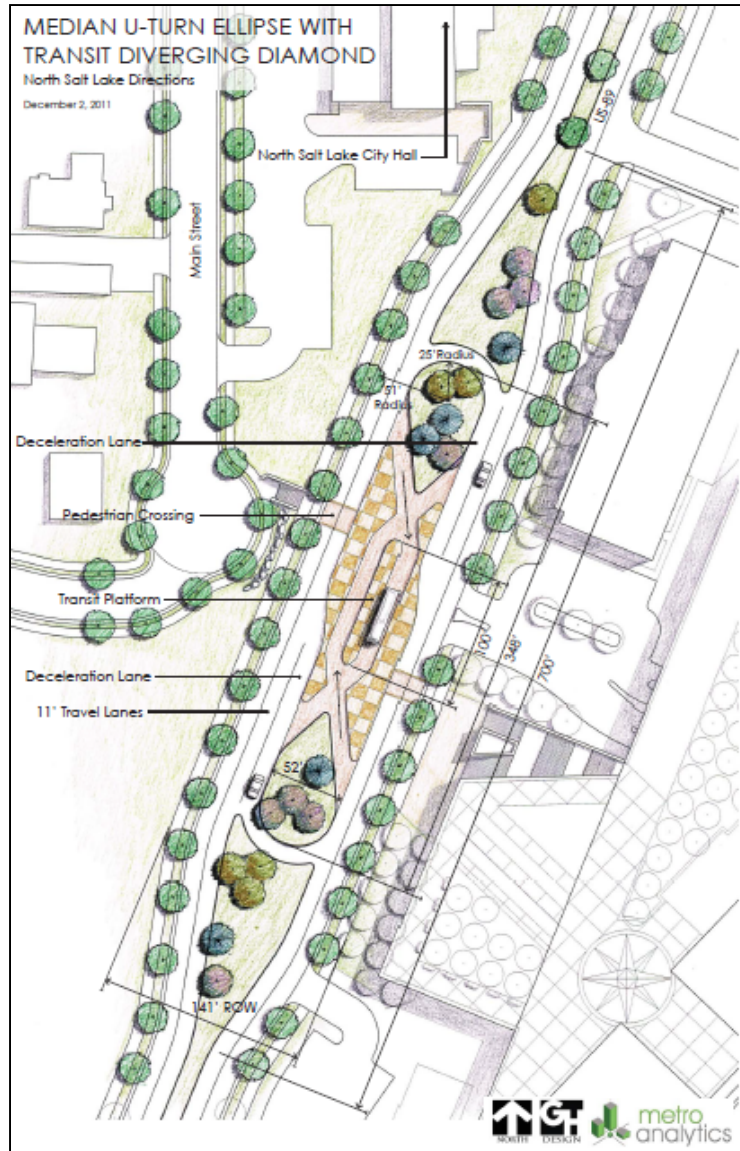 MEDIAN U-TURN ELLIPSE WITH
TRANSIT DIVERGING DIAMOND
North Salt Lake Directions
December 2, 2011
US-89
North Salt Lake City Hall
Main Street
25' Radius
51'
Radius
Deceleration Lane
Pedestrian Crossing
Transit Platform
100'
348'
700'
Deceleration Lane
11' Travel Lanes
52'
141' ROW
NORTH
GH
DESIGN
metro
analytics